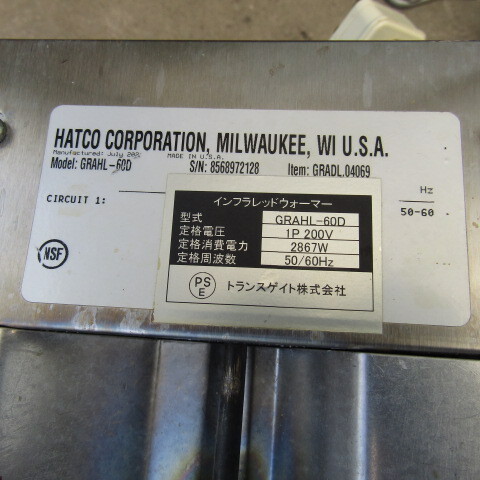 HATCO CORPORATION, MILWAUKEE, WI U.S.A.
Manufactured: July 2021 MADE IN U.S.A.
Model: GRAHL-60D S/N: 8568972128 Item: GRADL.04069
Hz
CIRCUIT 1: 50-60
NSF
インフラレッドウォーマー
型式 GRAHL-60D
定格電圧 1P 200V
定格消費電力 2867W
定格周波数 50/60Hz
PS
E
トランスゲイト株式会社